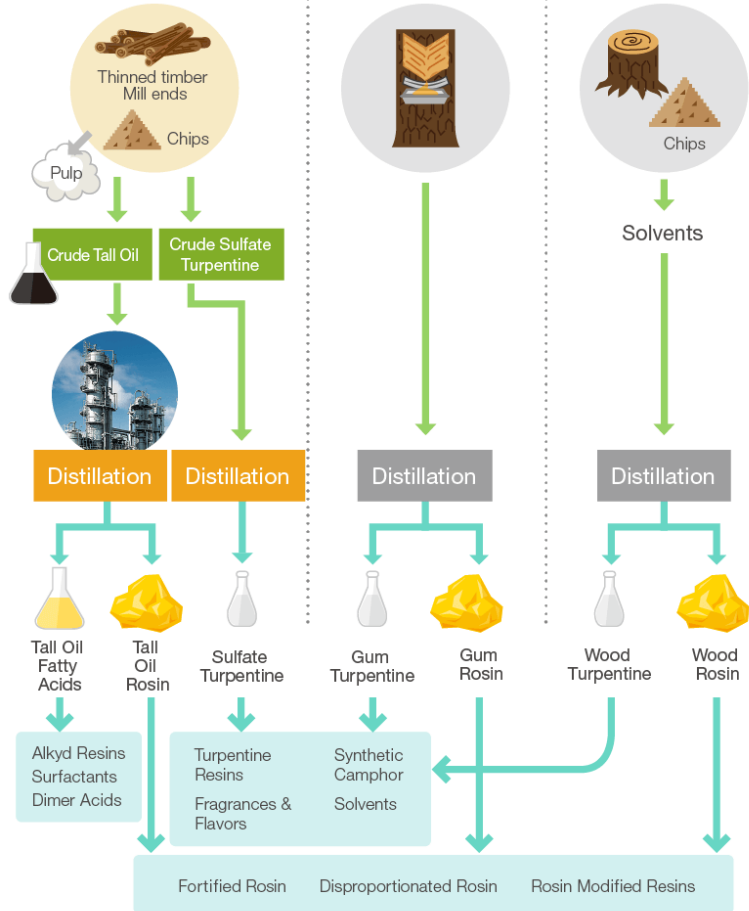 Thinned timber
Mill ends
Chips
Pulp
Chips
Crude Tall Oil
Crude Sulfate
Turpentine
Solvents
Distillation
Distillation
Distillation
Distillation
Tall Oil
Fatty
Acids
Tall
Oil
Rosin
Sulfate
Turpentine
Gum
Turpentine
Gum
Rosin
Wood
Turpentine
Wood
Rosin
Alkyd Resins
Surfactants
Dimer Acids
Turpentine
Resins
Fragrances &
Flavors
Synthetic
Camphor
Solvents
Fortified Rosin
Disproportionated Rosin
Rosin Modified Resins